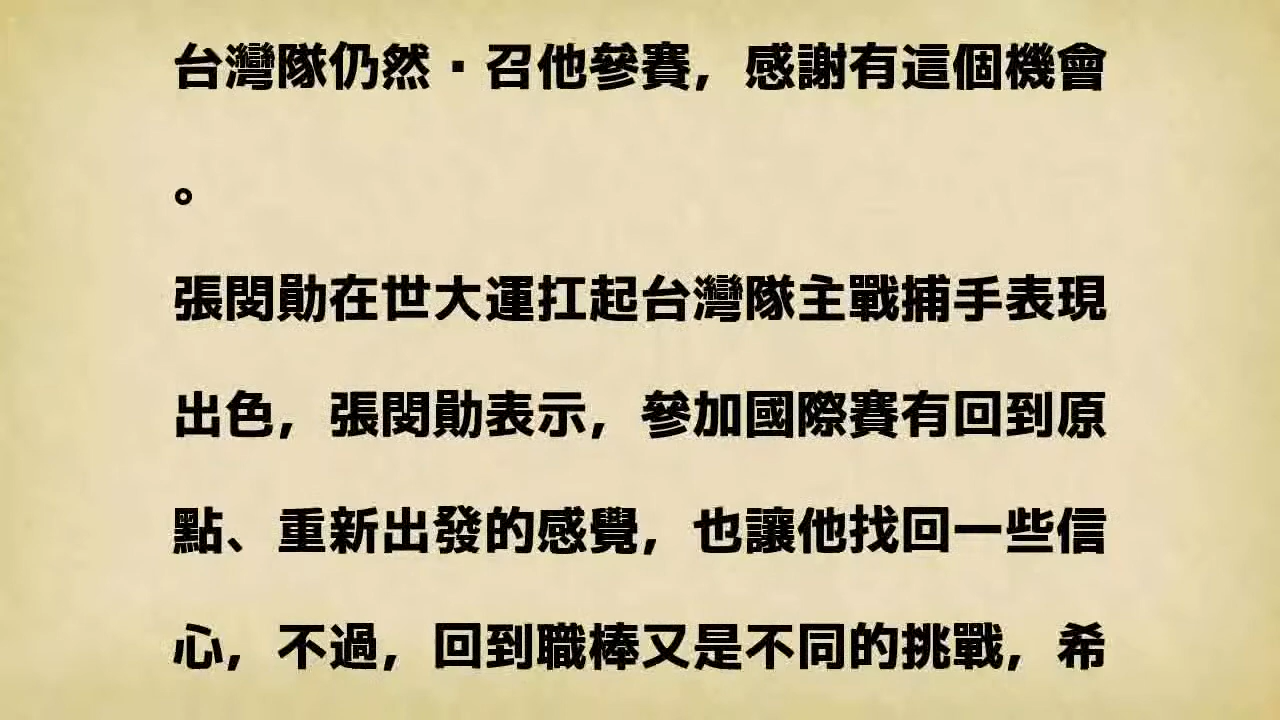 台灣隊仍然▪召他參賽，感謝有這個機會
。
張閔勛在世大運扛起台灣隊主戰捕手表現
出色，張閔勛表示，參加國際賽有回到原
點、重新出發的感覺，也讓他找回一些信
心，不過，回到職棒又是不同的挑戰，希